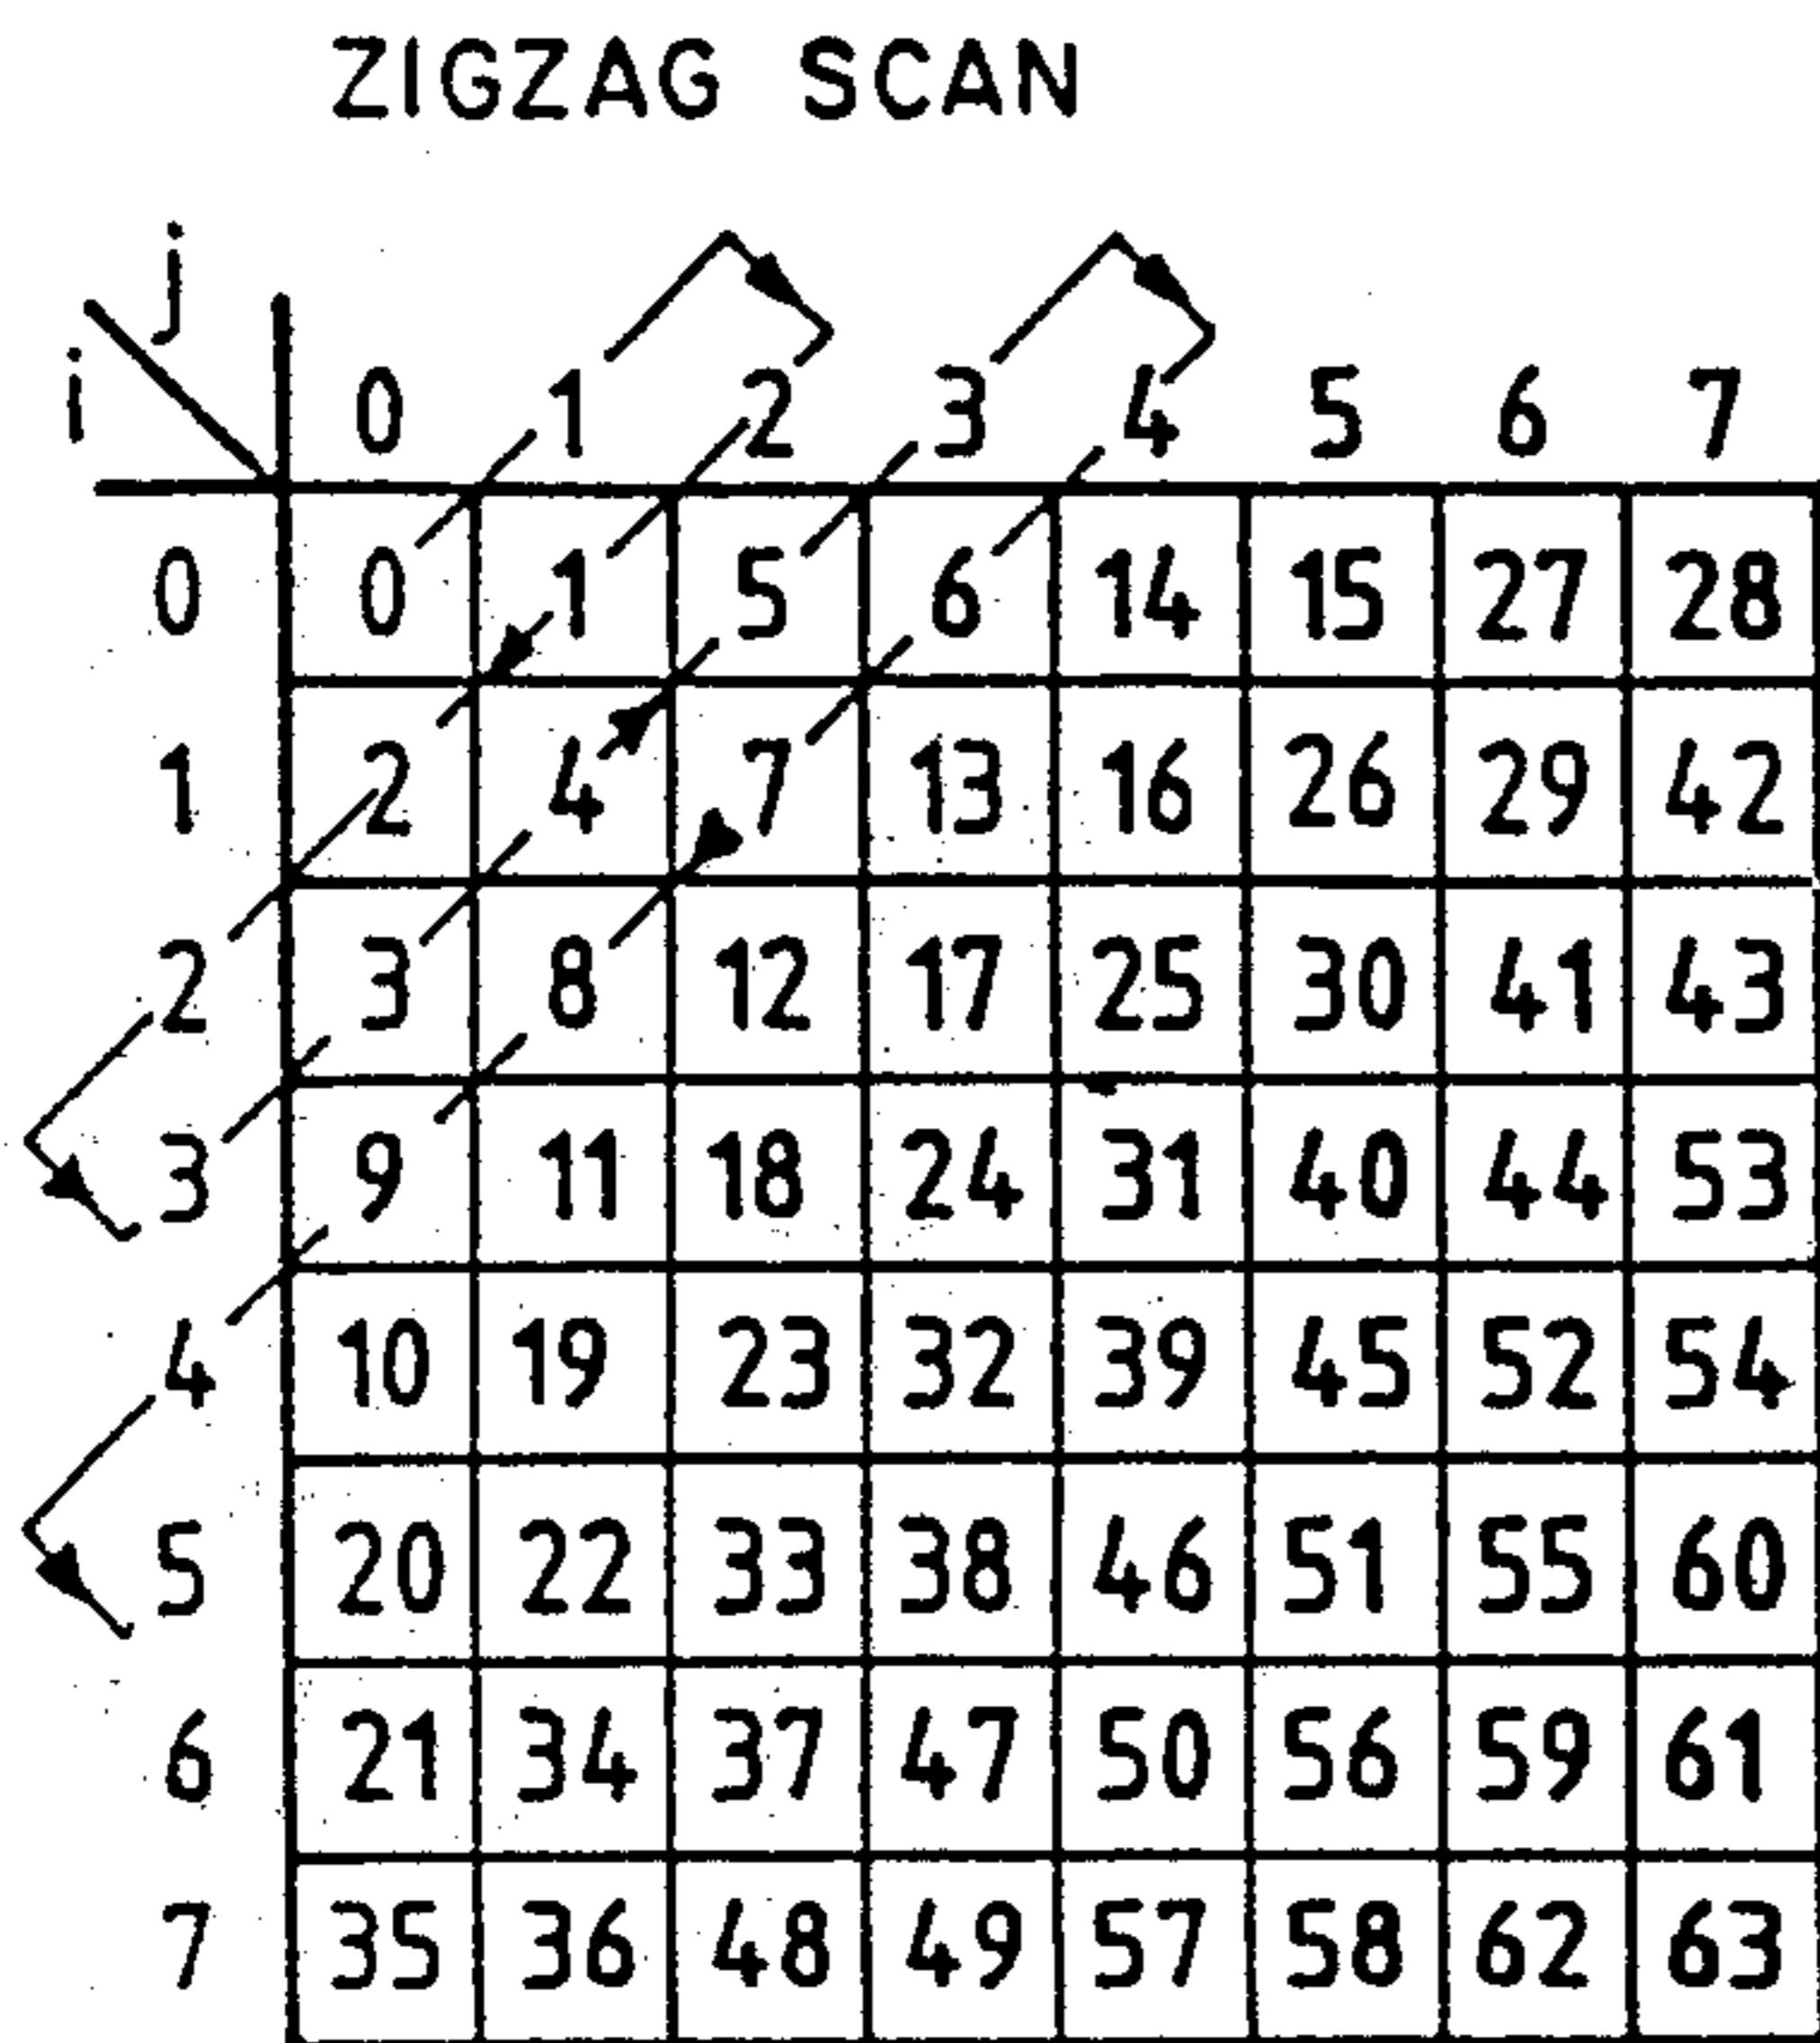 ZIGZAG SCAN
j
i 0 1 2 3 4 5 6 7
0 0 1 5 6 14 15 27 28
1 2 4 7 13 16 26 29 42
2 3 8 12 17 25 30 41 43
3 9 11 18 24 31 40 44 53
4 10 19 23 32 39 45 52 54
5 20 22 33 38 46 51 55 60
6 21 34 37 47 50 56 59 61
7 35 36 48 49 57 58 62 63